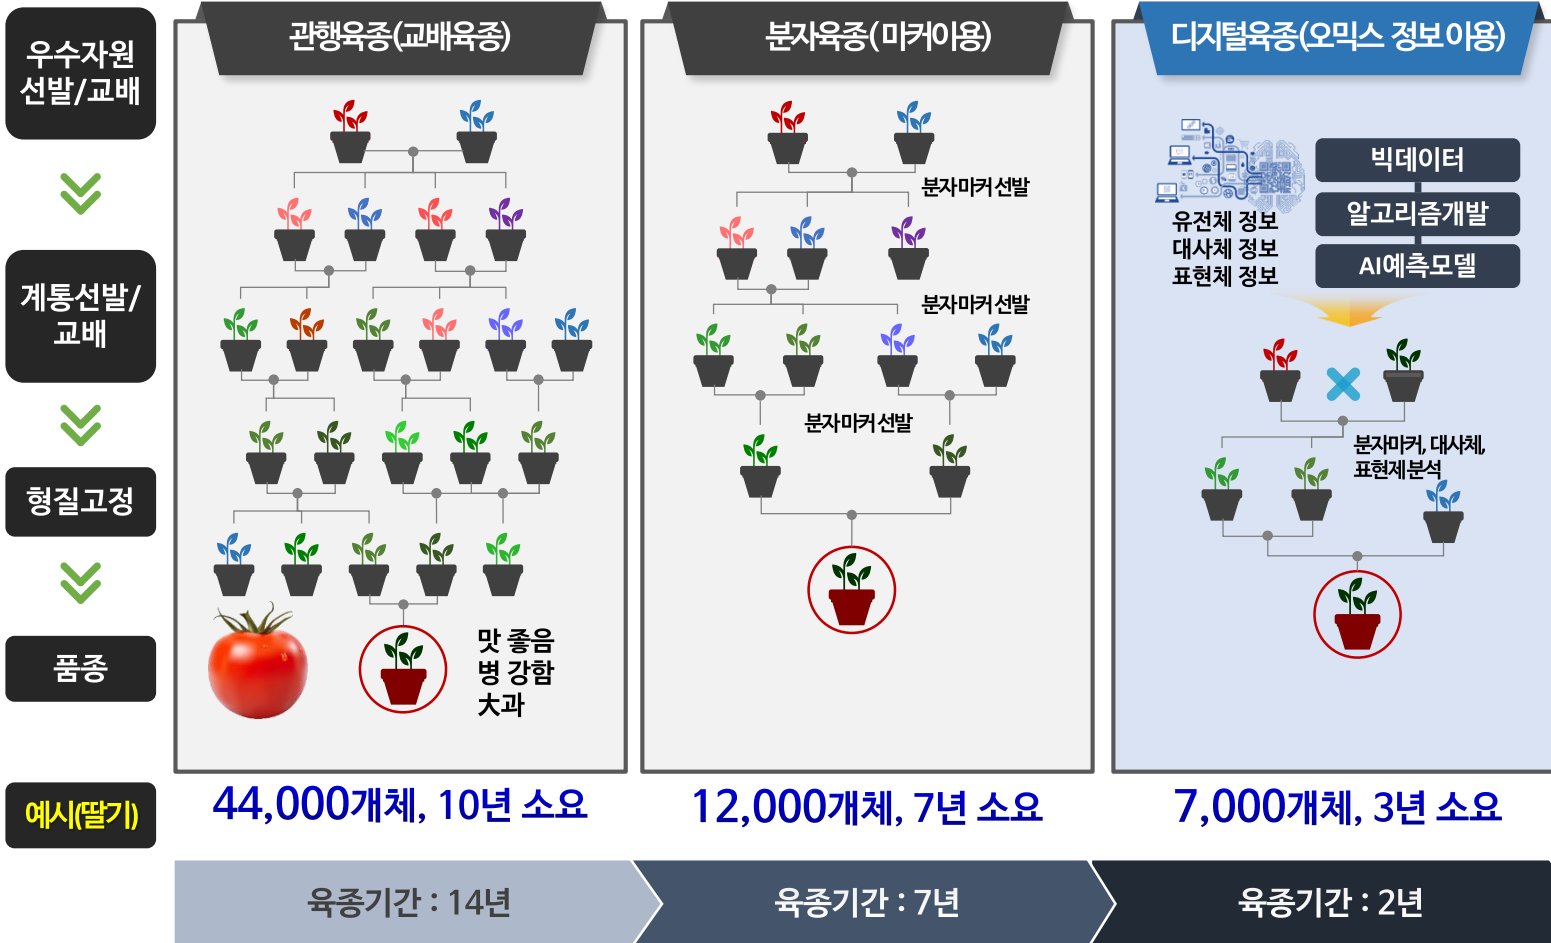 우수자원
선발/교배
계통선발/
교배
형질고정
품종
예시(딸기)
관행육종(교배육종)
맛 좋음
병 강함
大과
44,000개체, 10년 소요
육종기간 : 14년
분자육종( 마커이용)
분자마커 선발
분자마커 선발
분자마커 선발
12,000개체, 7년 소요
육종기간 : 7년
디지털육종(오믹스 정보 이용)
유전체 정보
대사체 정보
표현체 정보
빅데이터
알고리즘개발
AI예측모델
분자마커, 대사체,
표현제 분석
7,000개체, 3년 소요
육종기간 : 2년